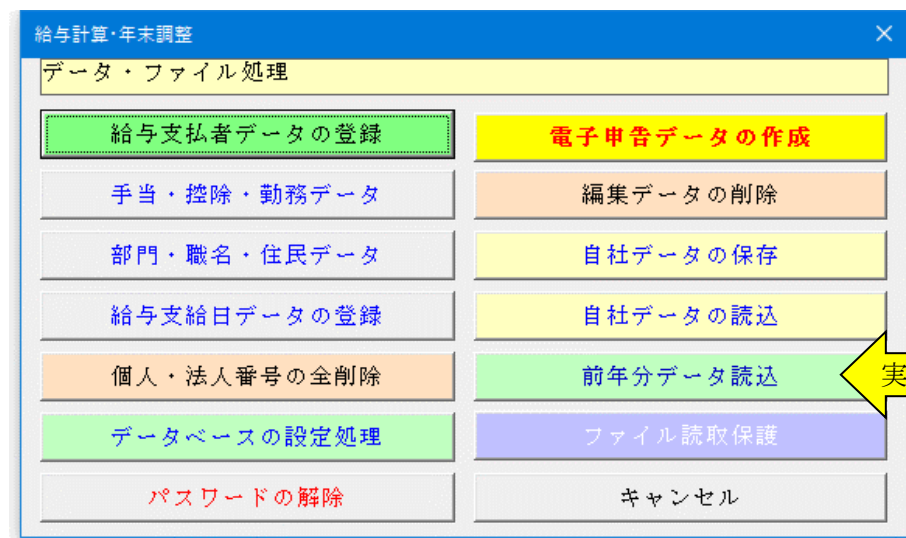 給与計算・年末調整
データ・ファイル処理
給与支払者データの登録
電子申告データの作成
手当・控除・勤務データ
編集データの削除
部門・職名・住民データ
自社データの保存
給与支給日データの登録
自社データの読込
個人・法人番号の全削除
前年分データ読込
実
データベースの設定処理
ファイル読取保護
パスワードの解除
キャンセル